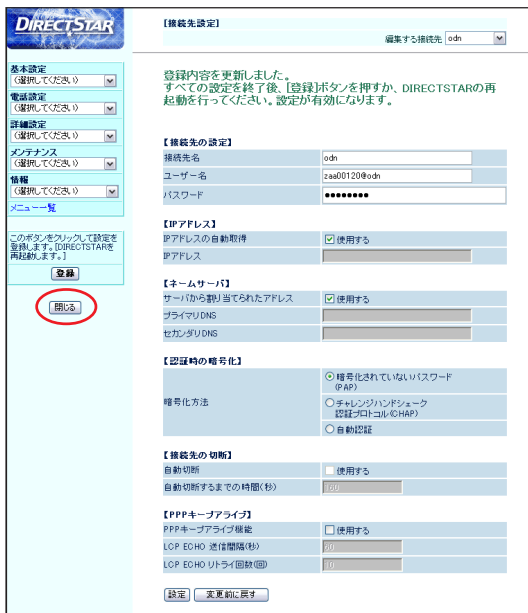 DIRECTSTAR
基本設定
(選択してください)
電話設定
(選択してください)
詳細設定
(選択してください)
メンテナンス
(選択してください)
情報
(選択してください)
メニュー一覧
このボタンをクリックして設定を
登録します。[DIRECTSTARを
再起動します。]
登録
閉じる
[接続先設定]
編集する接続先 odn
登録内容を更新しました。
すべての設定を終了後、[登録]ボタンを押すか、DIRECTSTARの再
起動を行ってください。設定が有効になります。
【接続先の設定】
接続先名 odn
ユーザー名 zaa00120@odn
パスワード ●●●●●●●●
【IPアドレス】
IPアドレスの自動取得 使用する
IPアドレス
【ネームサーバ】
サーバから割り当てられたアドレス 使用する
プライマリDNS
セカンダリDNS
【認証時の暗号化】
暗号化方法
暗号化されていないパスワード
(PAP)
チャレンジハンドシェーク
認証プロトコル(CHAP)
自動認証
【接続先の切断】
自動切断 使用する
自動切断するまでの時間(秒) 180
【PPPキープアライブ】
PPPキープアライブ機能 使用する
LCP ECHO 送信間隔(秒) 60
LCP ECHO リトライ回数(回) 10
設定 変更前に戻す